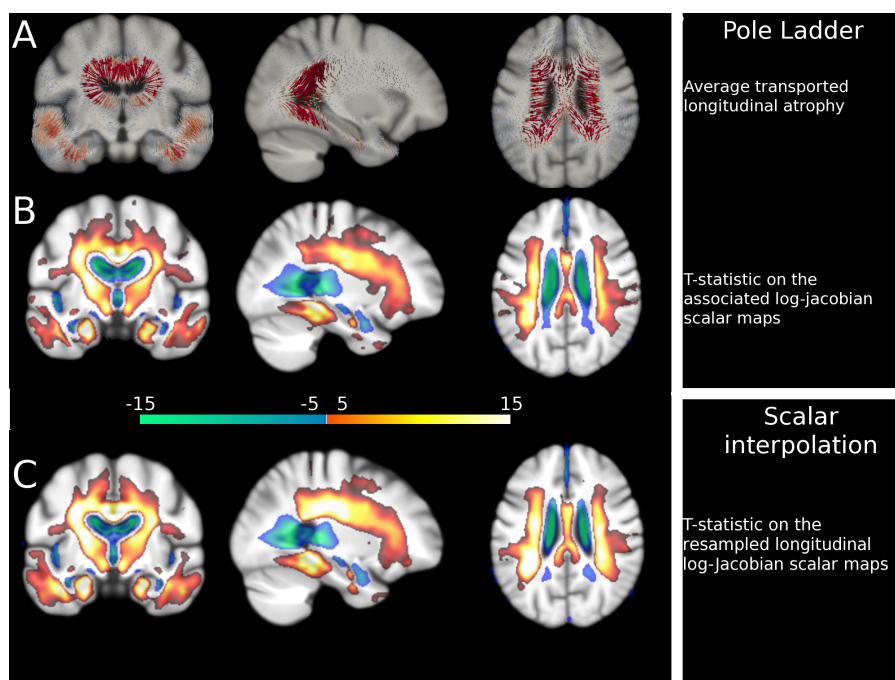 A
Pole Ladder
Average transported
longitudinal atrophy
B
T-statistic on the
associated log-jacobian
scalar maps
-15
-5
5
15
Scalar
interpolation
C
T-statistic on the
resampled longitudinal
log-Jacobian scalar maps